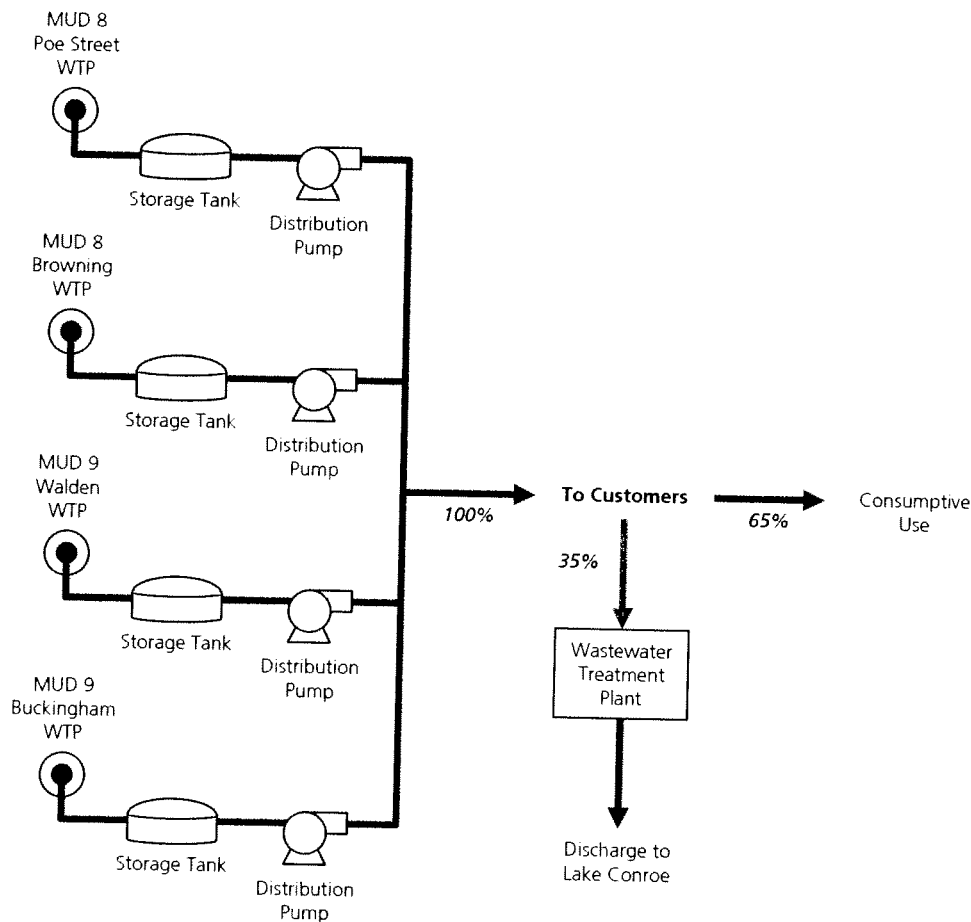 MUD 8
Poe Street
WTP
Storage Tank
Distribution
Pump
MUD 8
Browning
WTP
Storage Tank
Distribution
Pump
MUD 9
Walden
WTP
Storage Tank
Distribution
Pump
MUD 9
Buckingham
WTP
Storage Tank
Distribution
Pump
100%
To Customers
65%
Consumptive
Use
35%
Wastewater
Treatment
Plant
Discharge to
Lake Conroe